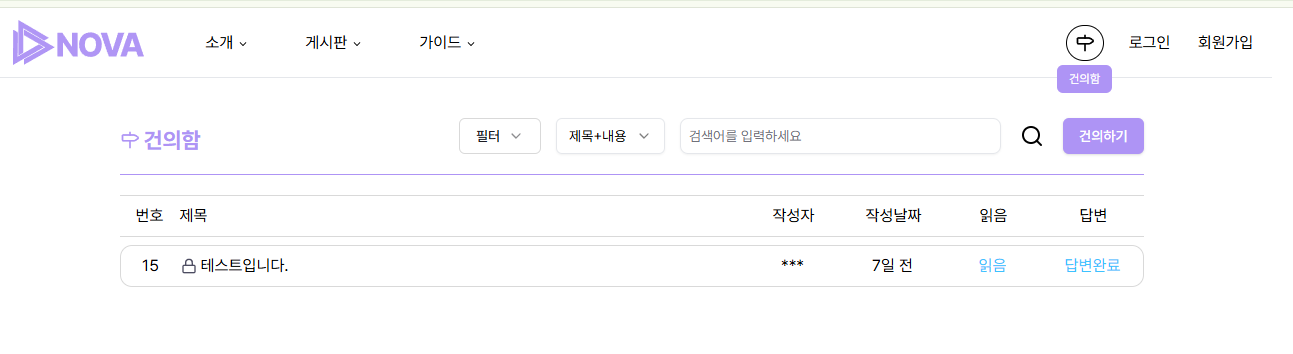 NOVA 소개 게시판 가이드 로그인 회원가입
건의함
건의함 필터 제목+내용 검색어를 입력하세요 건의하기
번호 제목 작성자 작성날짜 읽음 답변
15 테스트입니다. *** 7일 전 읽음 답변완료